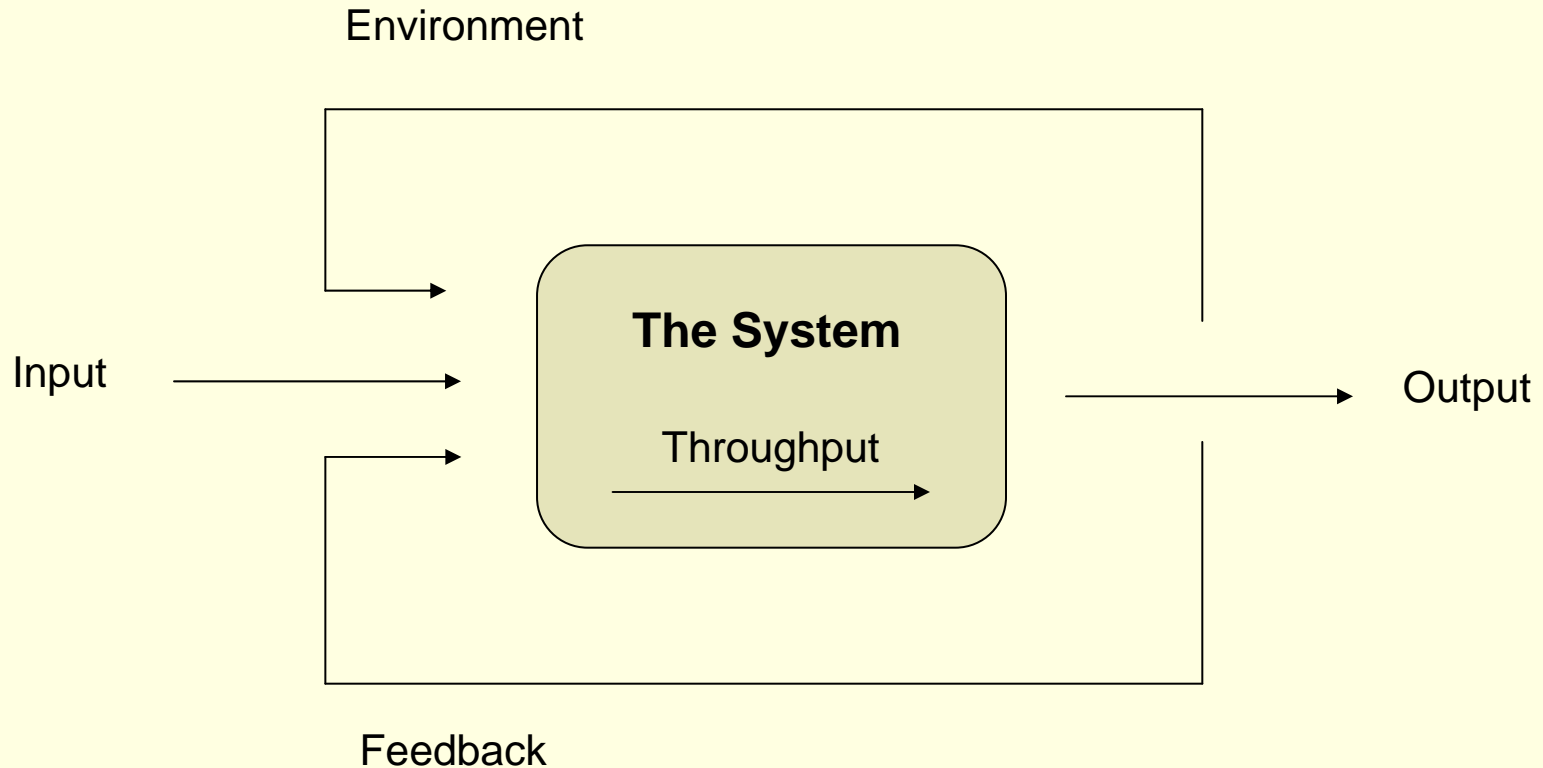 Environment
The System
Input
Output
Throughput
Feedback